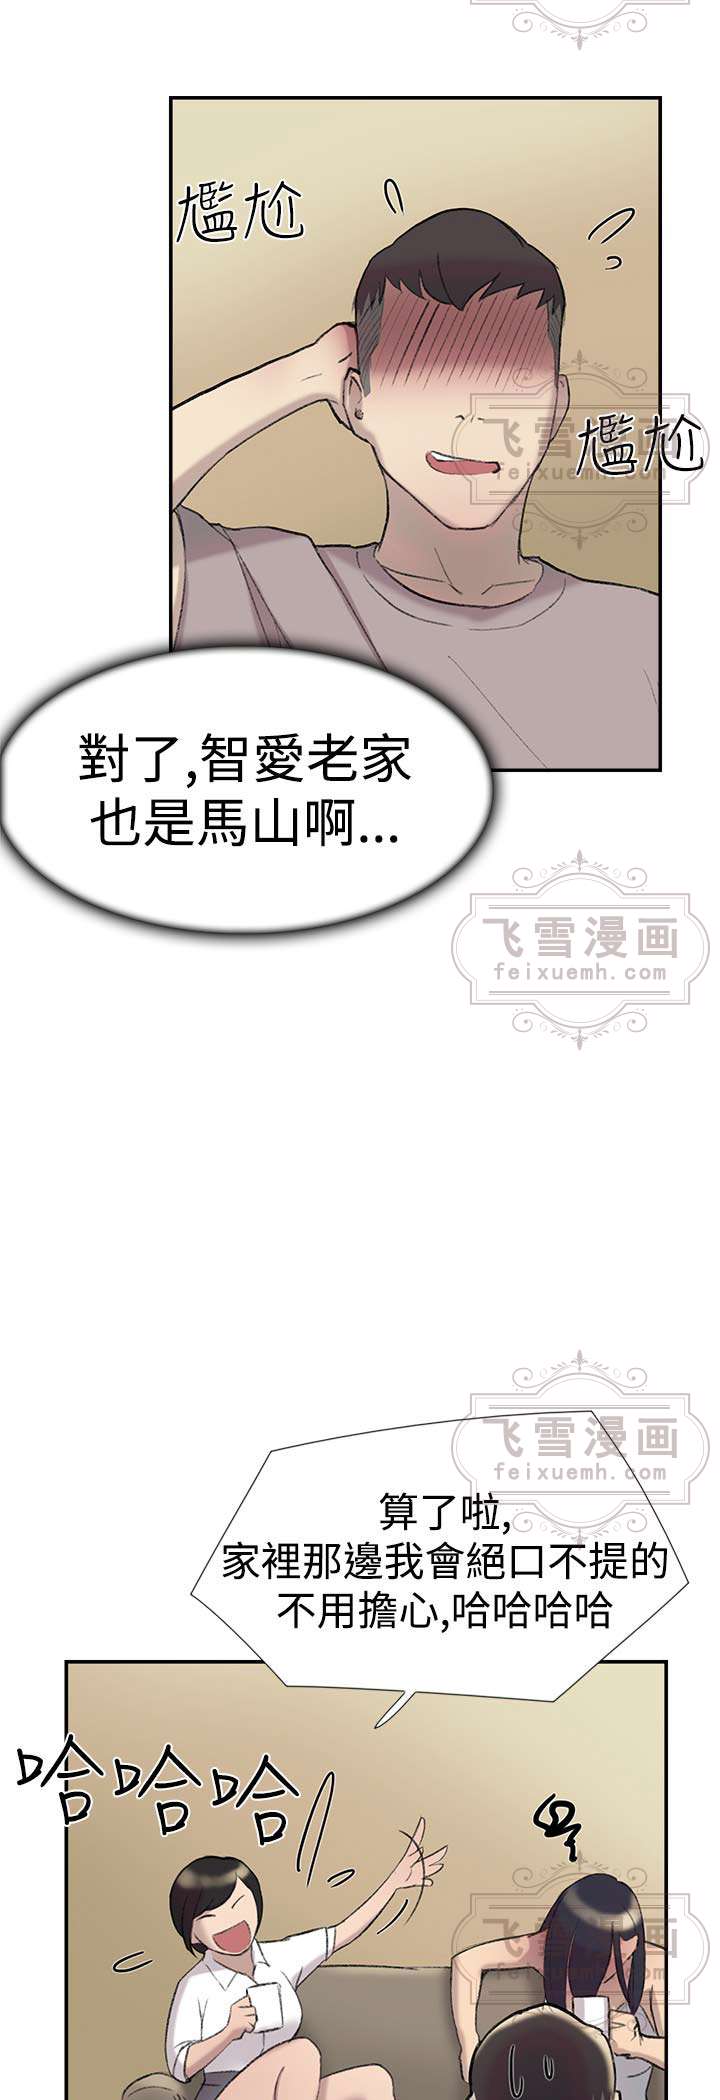 尷尬
飞雪漫画
feixuemh.com
尷尬
對了,智愛老家
也是馬山啊...
飞雪漫画
feixuemh.com
飞雪漫画
feixuemh.com
算了啦,
家裡那邊我會絕口不提的
不用擔心,哈哈哈哈
哈哈哈
飞雪漫画
feixuemh.com